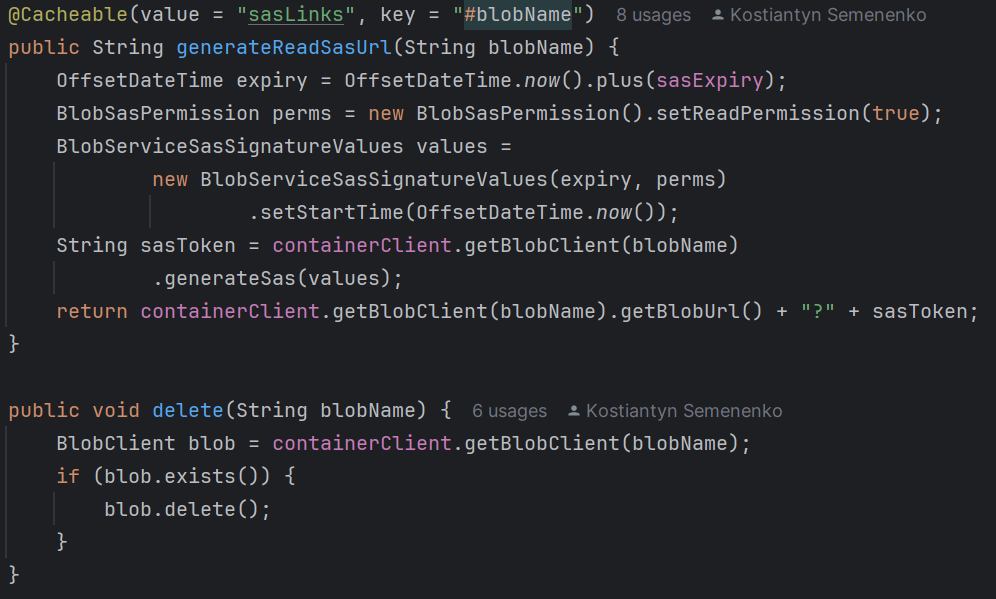 @Cacheable(value = "sasLinks", key = "#blobName") 8 usages Kostiantyn Semenenko
public String generateReadSasUrl(String blobName) {
    OffsetDateTime expiry = OffsetDateTime.now().plus(sasExpiry);
    BlobSasPermission perms = new BlobSasPermission().setReadPermission(true);
    BlobServiceSasSignatureValues values =
            new BlobServiceSasSignatureValues(expiry, perms)
                    .setStartTime(OffsetDateTime.now());
    String sasToken = containerClient.getBlobClient(blobName)
            .generateSas(values);
    return containerClient.getBlobClient(blobName).getBlobUrl() + "?" + sasToken;
}
public void delete(String blobName) { 6 usages Kostiantyn Semenenko
    BlobClient blob = containerClient.getBlobClient(blobName);
    if (blob.exists()) {
        blob.delete();
    }
}